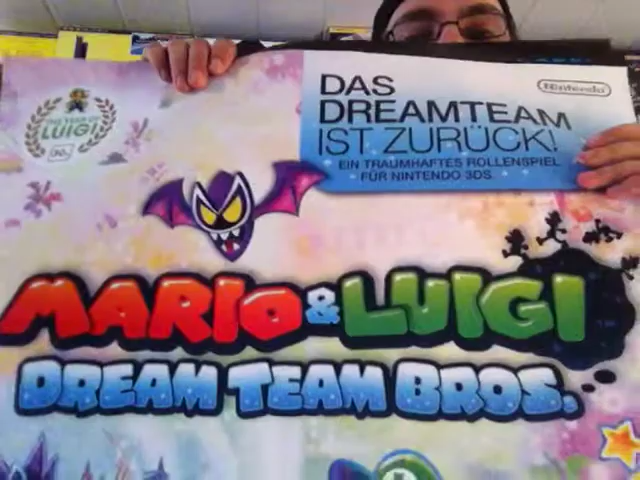 THE YEAR OF
LUIGI
DAS
DREAMTEAM
IST ZURÜCK!
EIN TRAUMHAFTES ROLLENSPIEL
FÜR NINTENDO 3DS.
Nintendo
MARIO & LUIGI
DREAM TEAM BROS.